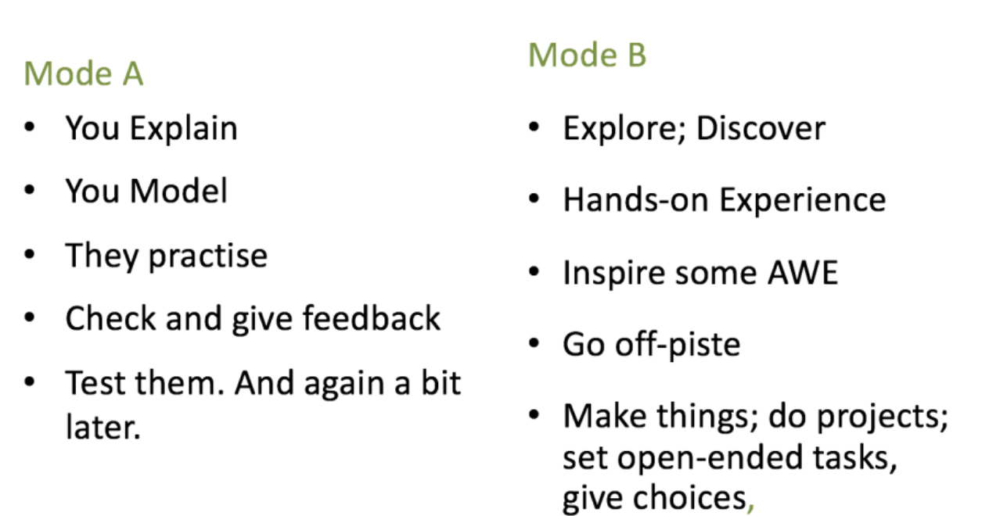 Mode A
• You Explain
• You Model
• They practise
• Check and give feedback
• Test them. And again a bit
later.
Mode B
• Explore; Discover
• Hands-on Experience
• Inspire some AWE
• Go off-piste
• Make things; do projects;
set open-ended tasks,
give choices,